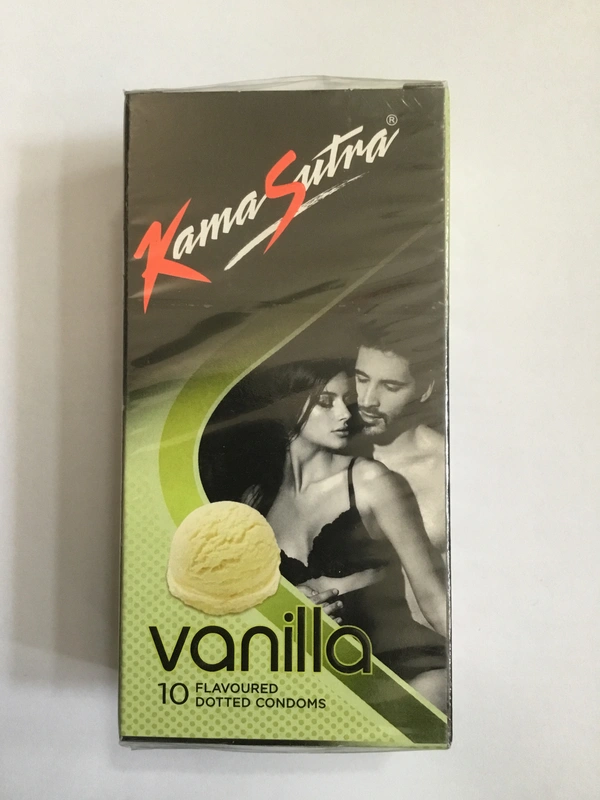 KamaSutra®
vanilla
10 FLAVOURED
DOTTED CONDOMS